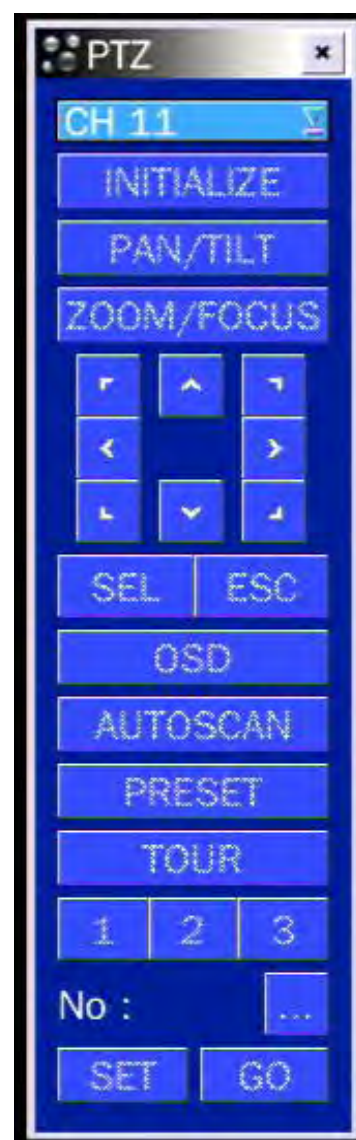 PTZ
CH 11
INITIALIZE
PAN/TILT
ZOOM/FOCUS
SEL ESC
OSD
AUTOSCAN
PRESET
TOUR
1 2 3
No : ...
SET GO